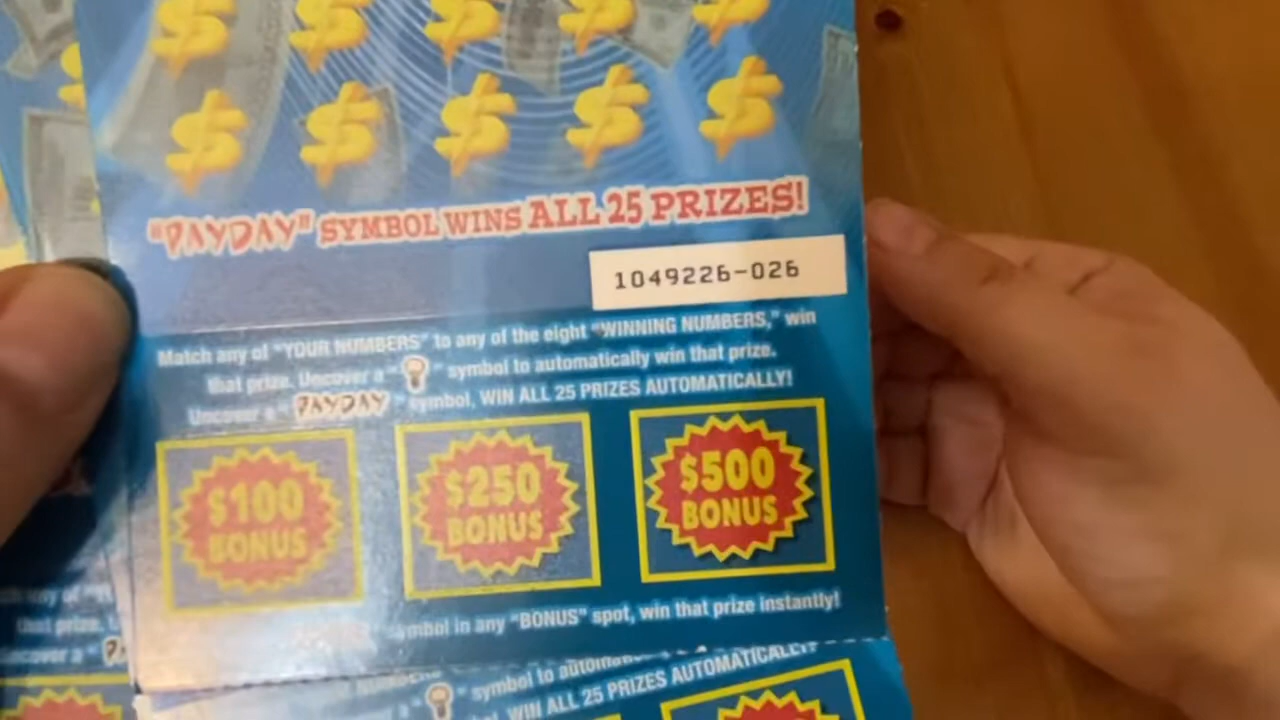 "PAYDAY" SYMBOL WINS ALL 25 PRIZES!
1049226-026
Match any of "YOUR NUMBERS" to any of the eight "WINNING NUMBERS," win
that prize. Uncover a " " symbol to automatically win that prize.
Uncover a "PAYDAY" symbol, WIN ALL 25 PRIZES AUTOMATICALLY!
$100
BONUS
$250
BONUS
$500
BONUS
symbol in any "BONUS" spot, win that prize instantly!
that prize.
" symbol to
WIN ALL 25 PRIZES AUTOMATICALLY!